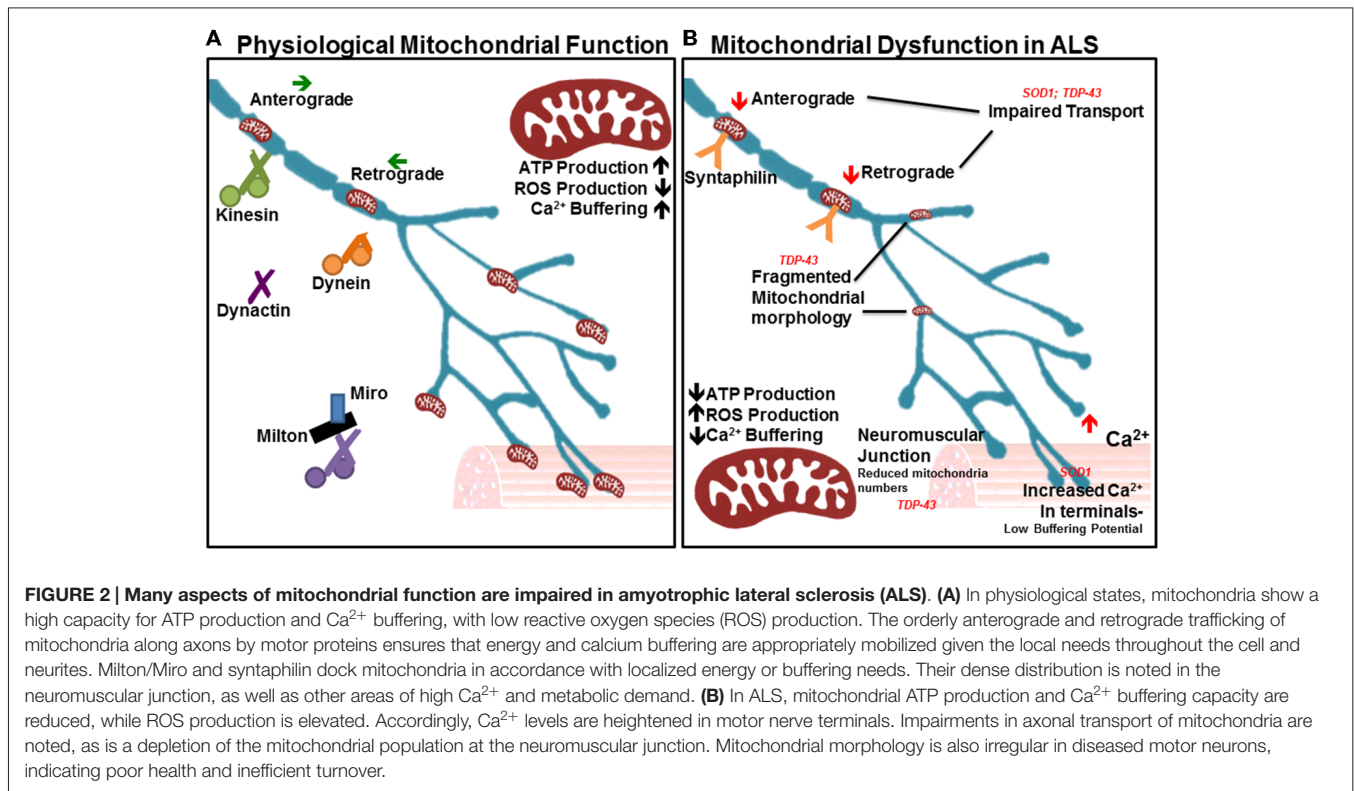 A Physiological Mitochondrial Function
Anterograde
Retrograde
Kinesin
Dynein
Dynactin
Miro
Milton
ATP Production ↑
ROS Production ↓
Ca²⁺ Buffering ↑
B Mitochondrial Dysfunction in ALS
Anterograde
SOD1; TDP-43
Impaired Transport
Syntaphilin
Retrograde
TDP-43
Fragmented
Mitochondrial
morphology
↓ATP Production
↑ROS Production
↓Ca²⁺ Buffering
Neuromuscular
Junction
Reduced mitochondria
numbers
TDP-43
Ca²⁺
SOD1
Increased Ca²⁺
In terminals-
Low Buffering Potential
FIGURE 2 | Many aspects of mitochondrial function are impaired in amyotrophic lateral sclerosis (ALS). (A) In physiological states, mitochondria show a
high capacity for ATP production and Ca²⁺ buffering, with low reactive oxygen species (ROS) production. The orderly anterograde and retrograde trafficking of
mitochondria along axons by motor proteins ensures that energy and calcium buffering are appropriately mobilized given the local needs throughout the cell and
neurites. Milton/Miro and syntaphilin dock mitochondria in accordance with localized energy or buffering needs. Their dense distribution is noted in the
neuromuscular junction, as well as other areas of high Ca²⁺ and metabolic demand. (B) In ALS, mitochondrial ATP production and Ca²⁺ buffering capacity are
reduced, while ROS production is elevated. Accordingly, Ca²⁺ levels are heightened in motor nerve terminals. Impairments in axonal transport of mitochondria are
noted, as is a depletion of the mitochondrial population at the neuromuscular junction. Mitochondrial morphology is also irregular in diseased motor neurons,
indicating poor health and inefficient turnover.